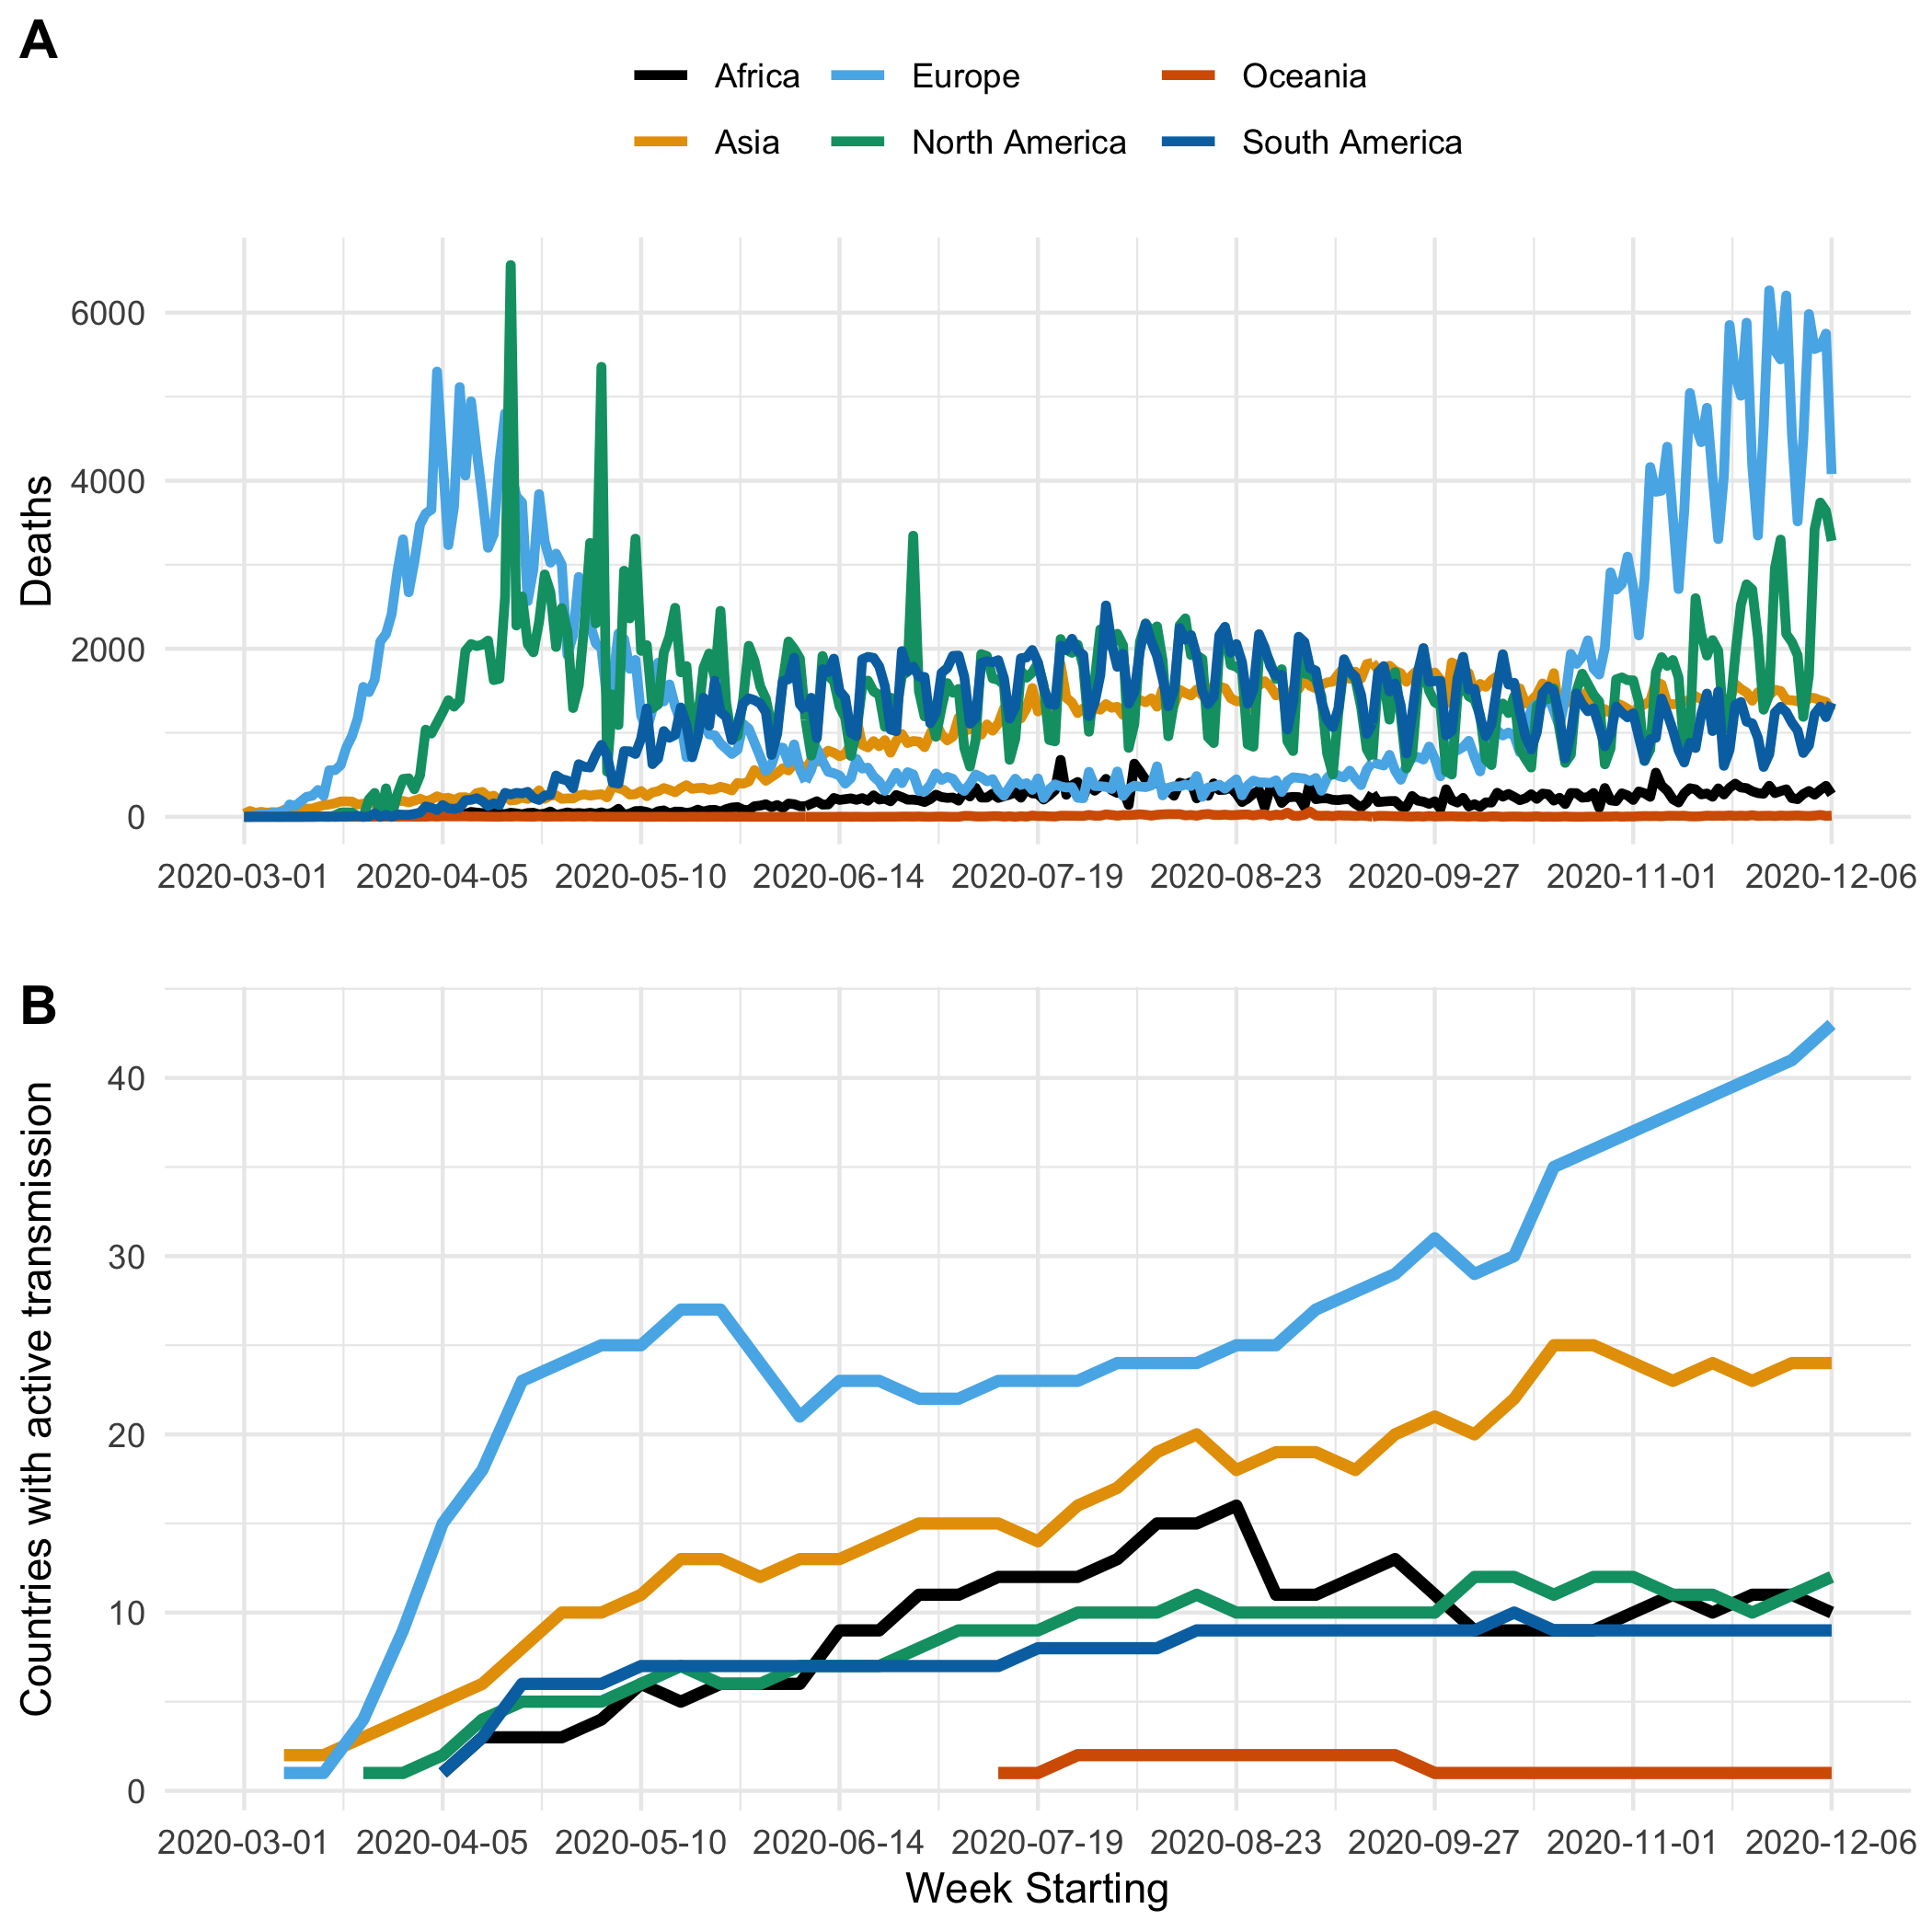 A
Africa Europe Oceania
Asia North America South America
Deaths
6000
4000
2000
0
2020-03-01 2020-04-05 2020-05-10 2020-06-14 2020-07-19 2020-08-23 2020-09-27 2020-11-01 2020-12-06
B
Countries with active transmission
40
30
20
10
0
2020-03-01 2020-04-05 2020-05-10 2020-06-14 2020-07-19 2020-08-23 2020-09-27 2020-11-01 2020-12-06
Week Starting